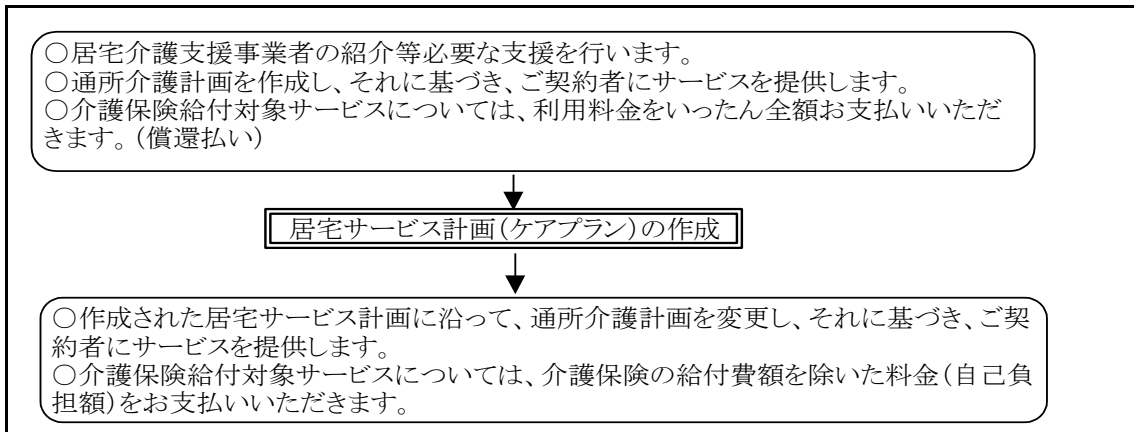 ○居宅介護支援事業者の紹介等必要な支援を行います。
○通所介護計画を作成し、それに基づき、ご契約者にサービスを提供します。
○介護保険給付対象サービスについては、利用料金をいったん全額お支払いいただ
きます。(償還払い)
居宅サービス計画(ケアプラン)の作成
○作成された居宅サービス計画に沿って、通所介護計画を変更し、それに基づき、ご契
約者にサービスを提供します。
○介護保険給付対象サービスについては、介護保険の給付費額を除いた料金(自己負
担額)をお支払いいただきます。